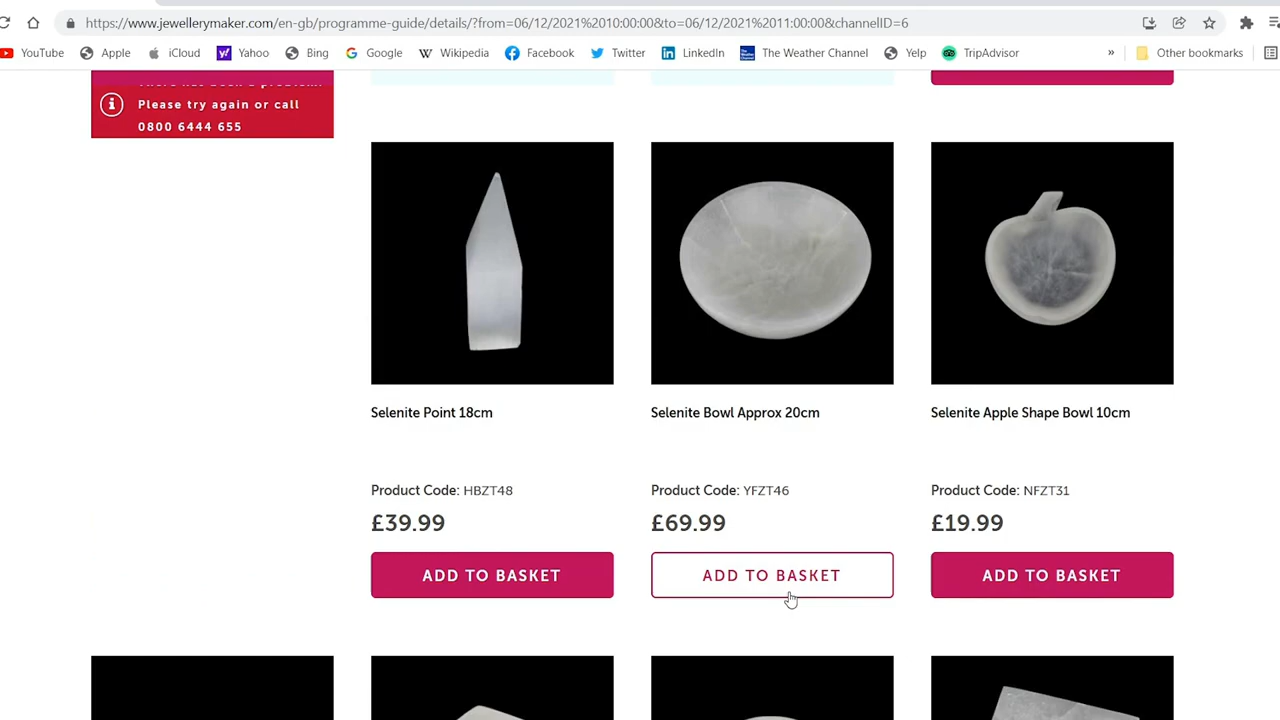 https://www.jewellerymaker.com/en-gb/programme-guide/details/?from=06/12/2021%2010:00:00&to=06/12/2021%2011:00:00&channelID=6
YouTube Apple iCloud Yahoo Bing Google Wikipedia Facebook Twitter LinkedIn The Weather Channel Yelp TripAdvisor » Other bookmarks
There has been a problem.
Please try again or call
0800 6444 655
Selenite Point 18cm
Selenite Bowl Approx 20cm
Selenite Apple Shape Bowl 10cm
Product Code: HBZT48
Product Code: YFZT46
Product Code: NFZT31
£39.99
£69.99
£19.99
ADD TO BASKET
ADD TO BASKET
ADD TO BASKET